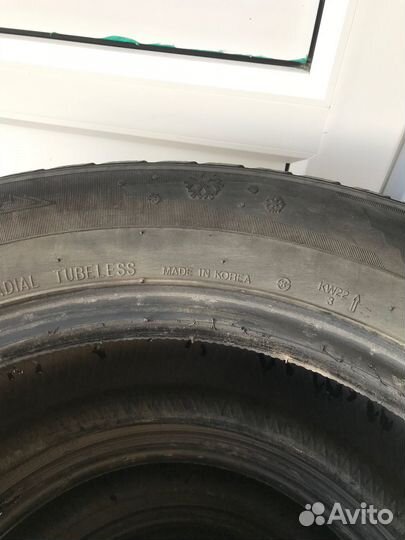 RADIAL TUBELESS MADE IN KOREA KW22
3
Avito